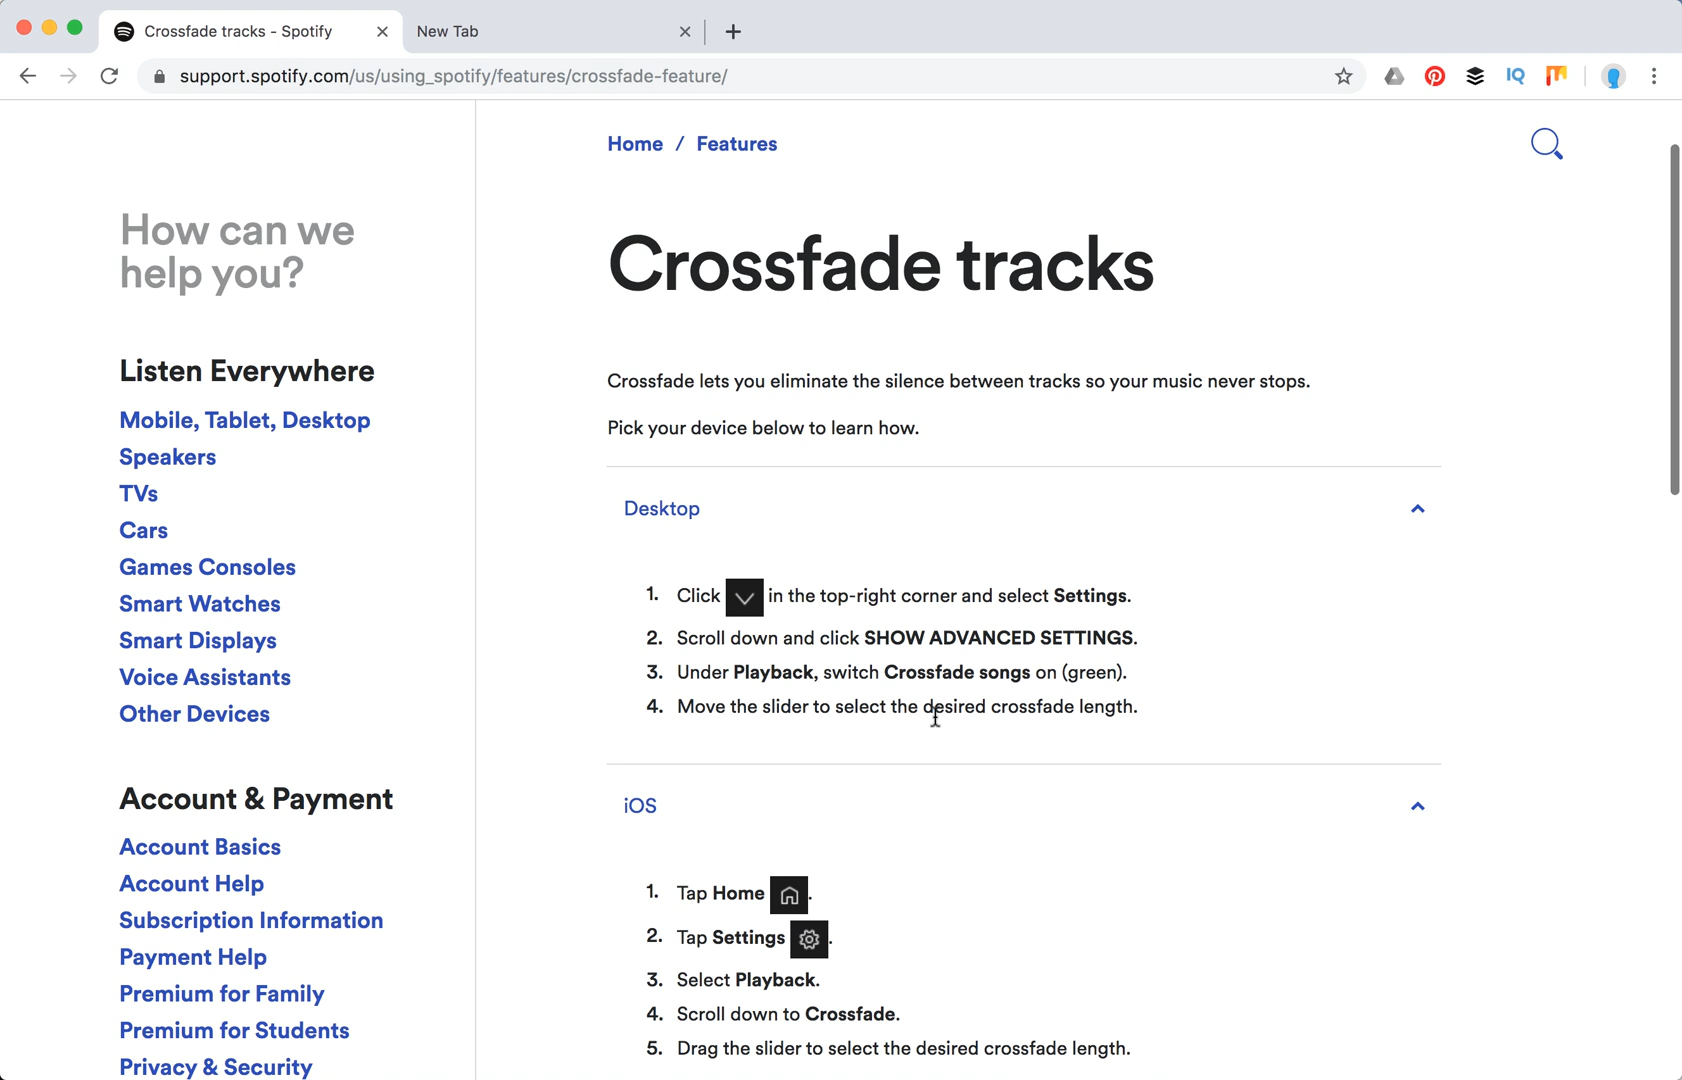 Crossfade tracks - Spotify
New Tab
support.spotify.com/us/using_spotify/features/crossfade-feature/
IQ
Home / Features
How can we
help you?
Listen Everywhere
Mobile, Tablet, Desktop
Speakers
TVs
Cars
Games Consoles
Smart Watches
Smart Displays
Voice Assistants
Other Devices
Account & Payment
Account Basics
Account Help
Subscription Information
Payment Help
Premium for Family
Premium for Students
Privacy & Security
Crossfade tracks
Crossfade lets you eliminate the silence between tracks so your music never stops.
Pick your device below to learn how.
Desktop
1. Click in the top-right corner and select Settings.
2. Scroll down and click SHOW ADVANCED SETTINGS.
3. Under Playback, switch Crossfade songs on (green).
4. Move the slider to select the desired crossfade length.
iOS
1. Tap Home .
2. Tap Settings .
3. Select Playback.
4. Scroll down to Crossfade.
5. Drag the slider to select the desired crossfade length.